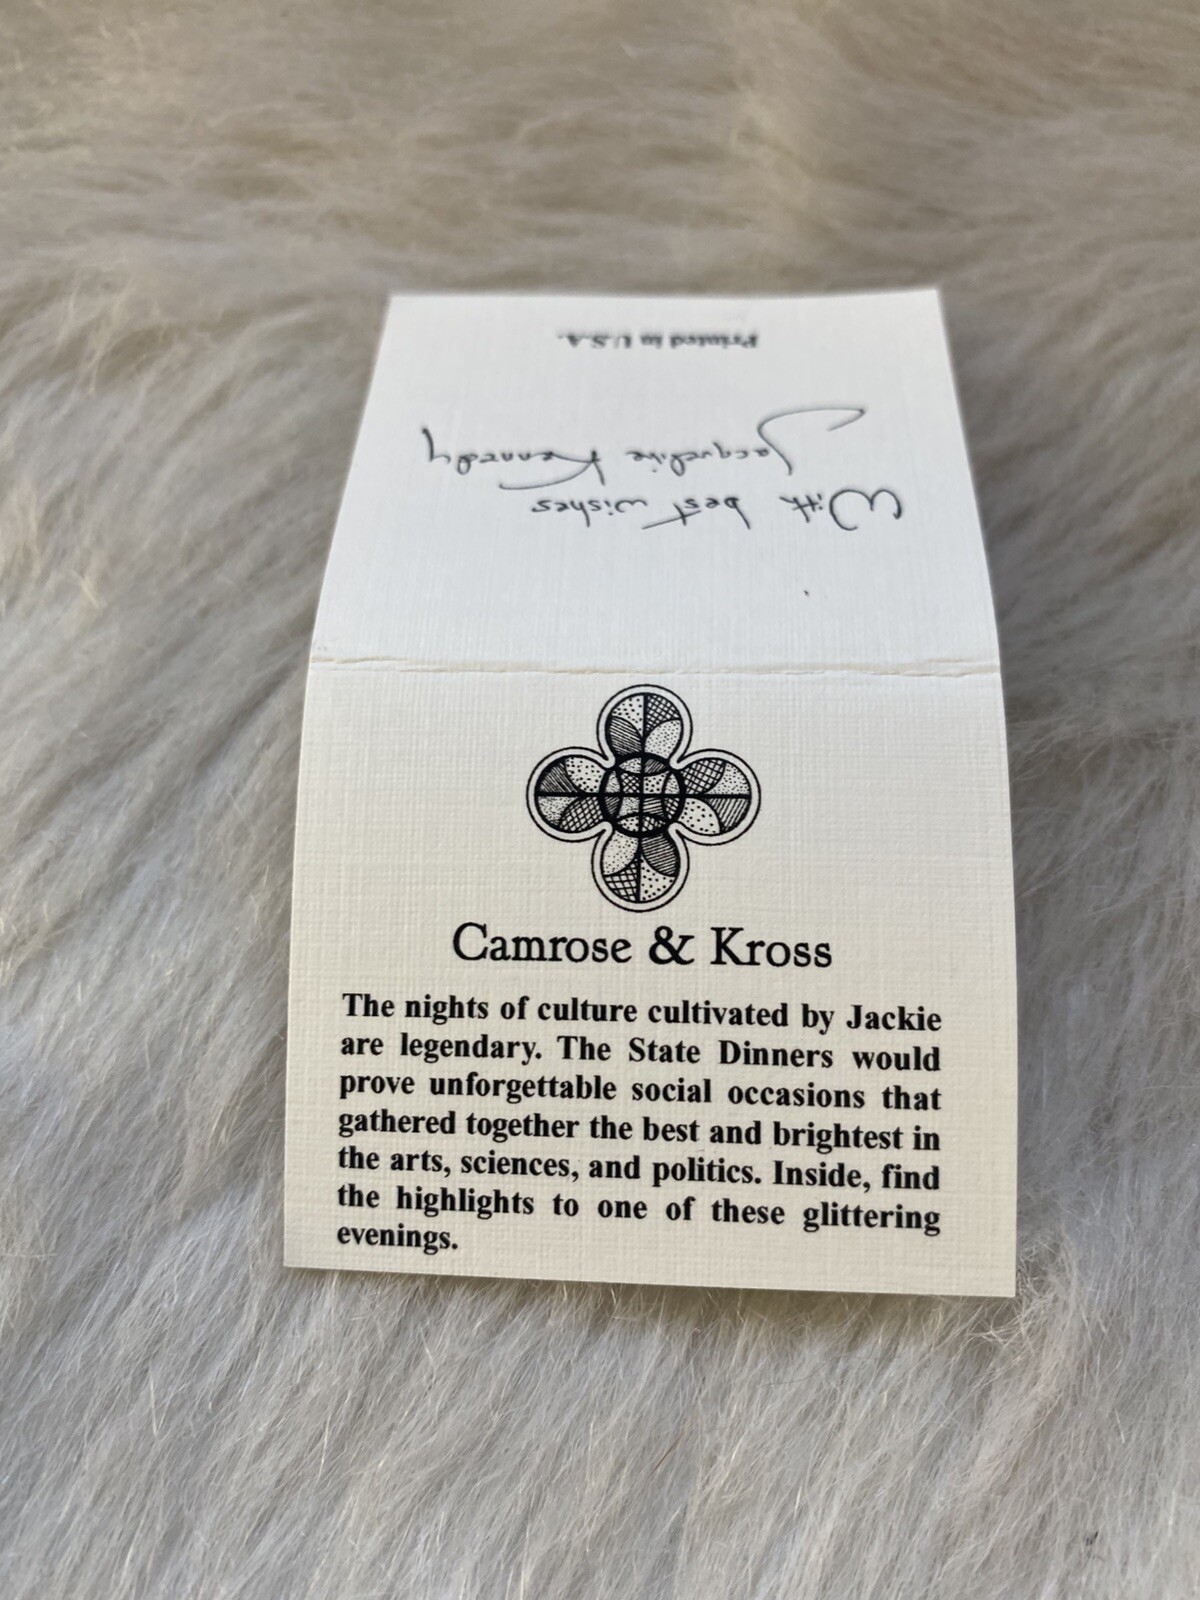 Printed in U.S.A.
With best wishes
Jacqueline Kennedy
Camrose & Kross
The nights of culture cultivated by Jackie
are legendary. The State Dinners would
prove unforgettable social occasions that
gathered together the best and brightest in
the arts, sciences, and politics. Inside, find
the highlights to one of these glittering
evenings.